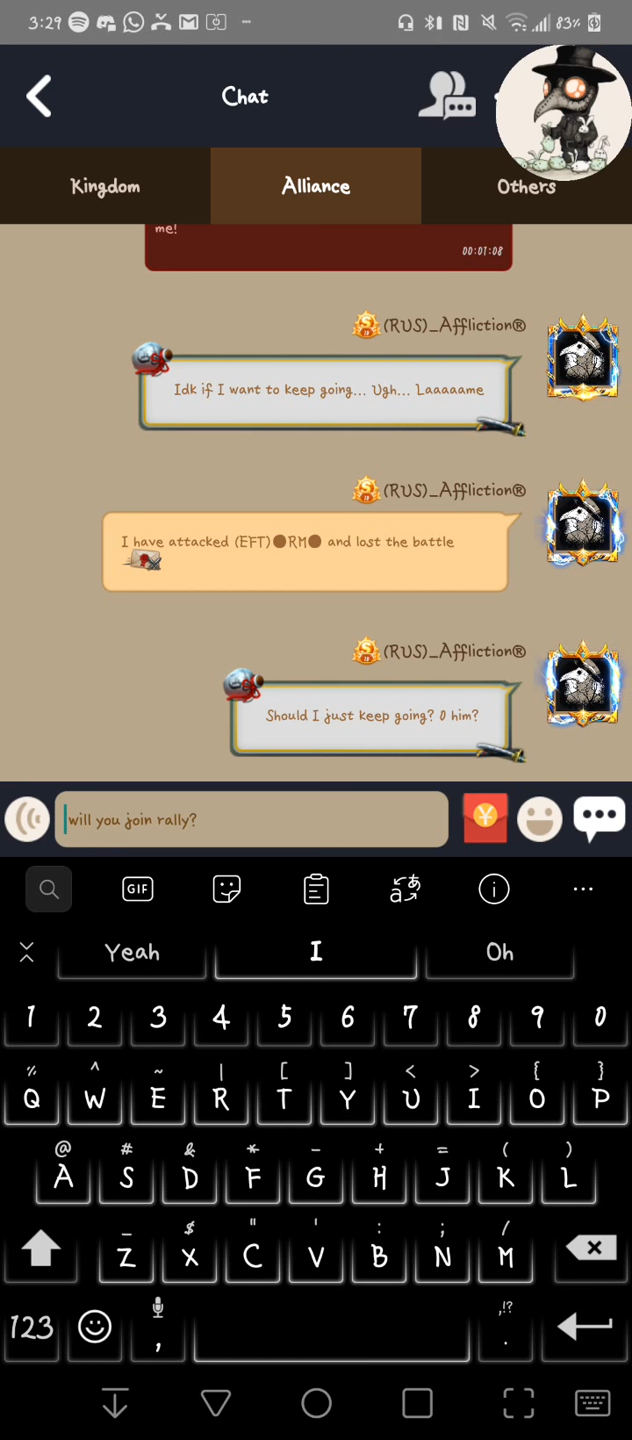 3:29
83%
Chat
Kingdom
Alliance
Others
me!
00:01:08
(RUS)_Affliction®
Idk if I want to keep going... Ugh... Laaaaame
(RUS)_Affliction®
I have attacked (EFT)●RM● and lost the battle
(RUS)_Affliction®
Should I just keep going? 0 him?
will you join rally?
GIF
Yeah
I
Oh
1 2 3 4 5 6 7 8 9 0
% ^ ~ | [ ] < > { }
Q W E R T Y U I O P
@ # & * - + = ( )
A S D F G H J K L
_ $ " ' : ; /
Z X C V B N M
,!?
123 , .